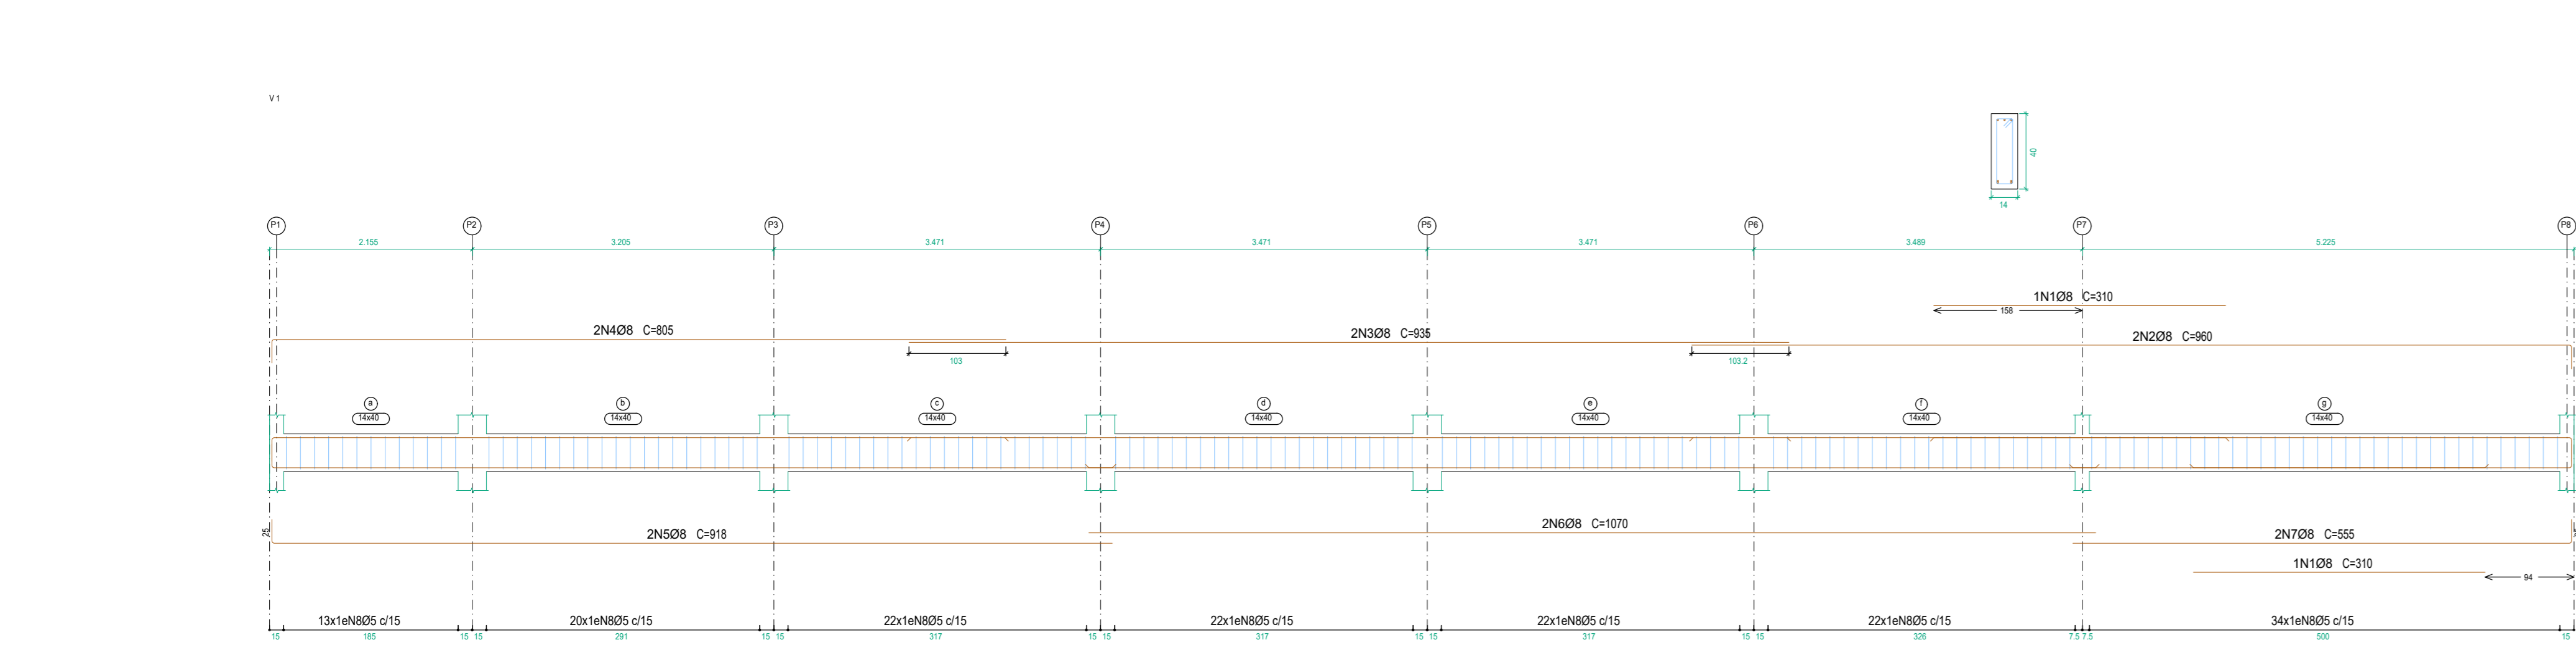 V 1
40
14
P1 P2 P3 P4 P5 P6 P7 P8
2.155 3.205 3.471 3.471 3.471 3.489 5.225
1N1Ø8 C=310
158
2N4Ø8 C=805 2N3Ø8 C=935 2N2Ø8 C=960
103 103.2
a b c d e f g
14x40 14x40 14x40 14x40 14x40 14x40 14x40
25
2N5Ø8 C=918 2N6Ø8 C=1070 2N7Ø8 C=555
1N1Ø8 C=310
94
13x1eN8Ø5 c/15 20x1eN8Ø5 c/15 22x1eN8Ø5 c/15 22x1eN8Ø5 c/15 22x1eN8Ø5 c/15 22x1eN8Ø5 c/15 34x1eN8Ø5 c/15
15 185 15 15 291 15 15 317 15 15 317 15 15 317 15 15 326 7.5 7.5 500 15